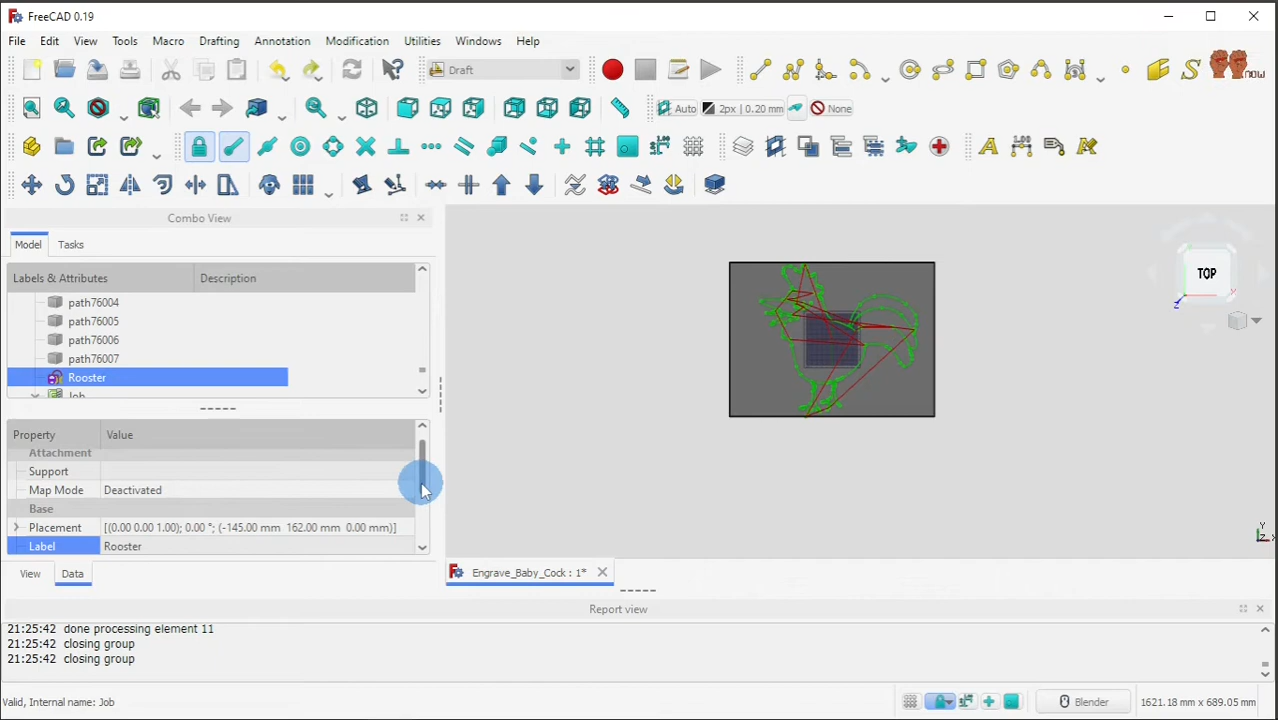 FreeCAD 0.19
File Edit View Tools Macro Drafting Annotation Modification Utilities Windows Help
Draft
now
Auto 2px | 0.20 mm None
Combo View
Model Tasks
Labels & Attributes Description
path76004
path76005
path76006
path76007
Rooster
Job
Property Value
Attachment
Support
Map Mode Deactivated
Base
Placement [(0.00 0.00 1.00); 0.00 °; (-145.00 mm 162.00 mm 0.00 mm)]
Label Rooster
View Data
TOP
Z X
Y
Z X
Engrave_Baby_Cock : 1*
Report view
21:25:42 done processing element 11
21:25:42 closing group
21:25:42 closing group
Valid, Internal name: Job
Blender 1621.18 mm x 689.05 mm